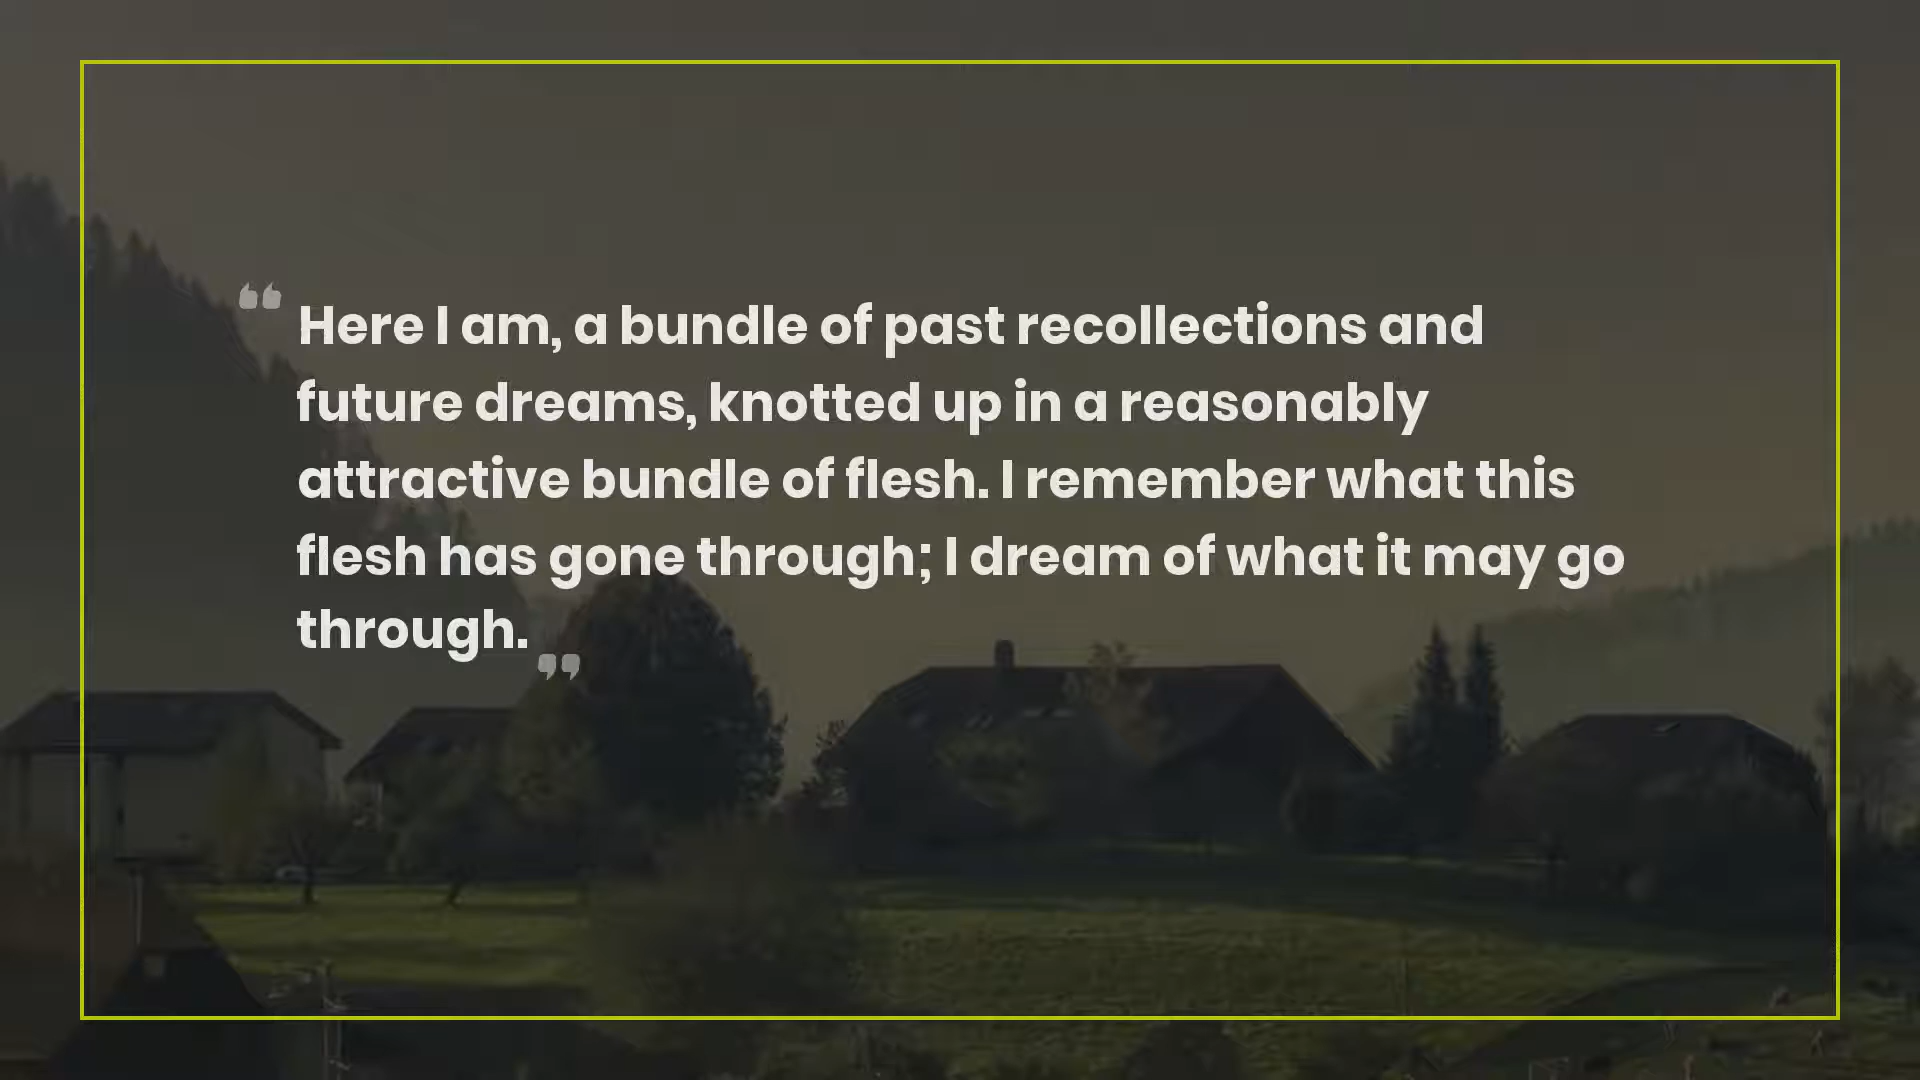 “Here I am, a bundle of past recollections and
future dreams, knotted up in a reasonably
attractive bundle of flesh. I remember what this
flesh has gone through; I dream of what it may go
through.”